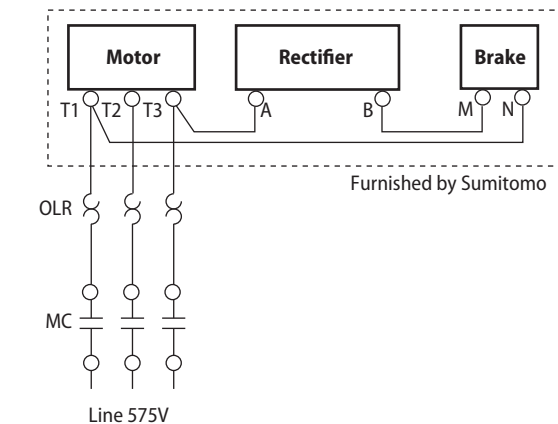 Motor Rectifier Brake
T1 T2 T3 A B M N
Furnished by Sumitomo
OLR
MC
Line 575V